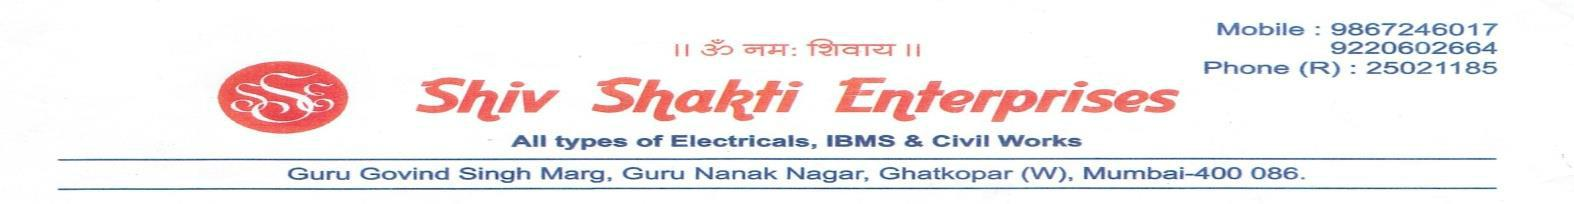 Mobile : 9867246017
9220602664
Phone (R) : 25021185
।। ॐ नमः शिवाय ।।
SSE
Shiv Shakti Enterprises
All types of Electricals, IBMS & Civil Works
Guru Govind Singh Marg, Guru Nanak Nagar, Ghatkopar (W), Mumbai-400 086.